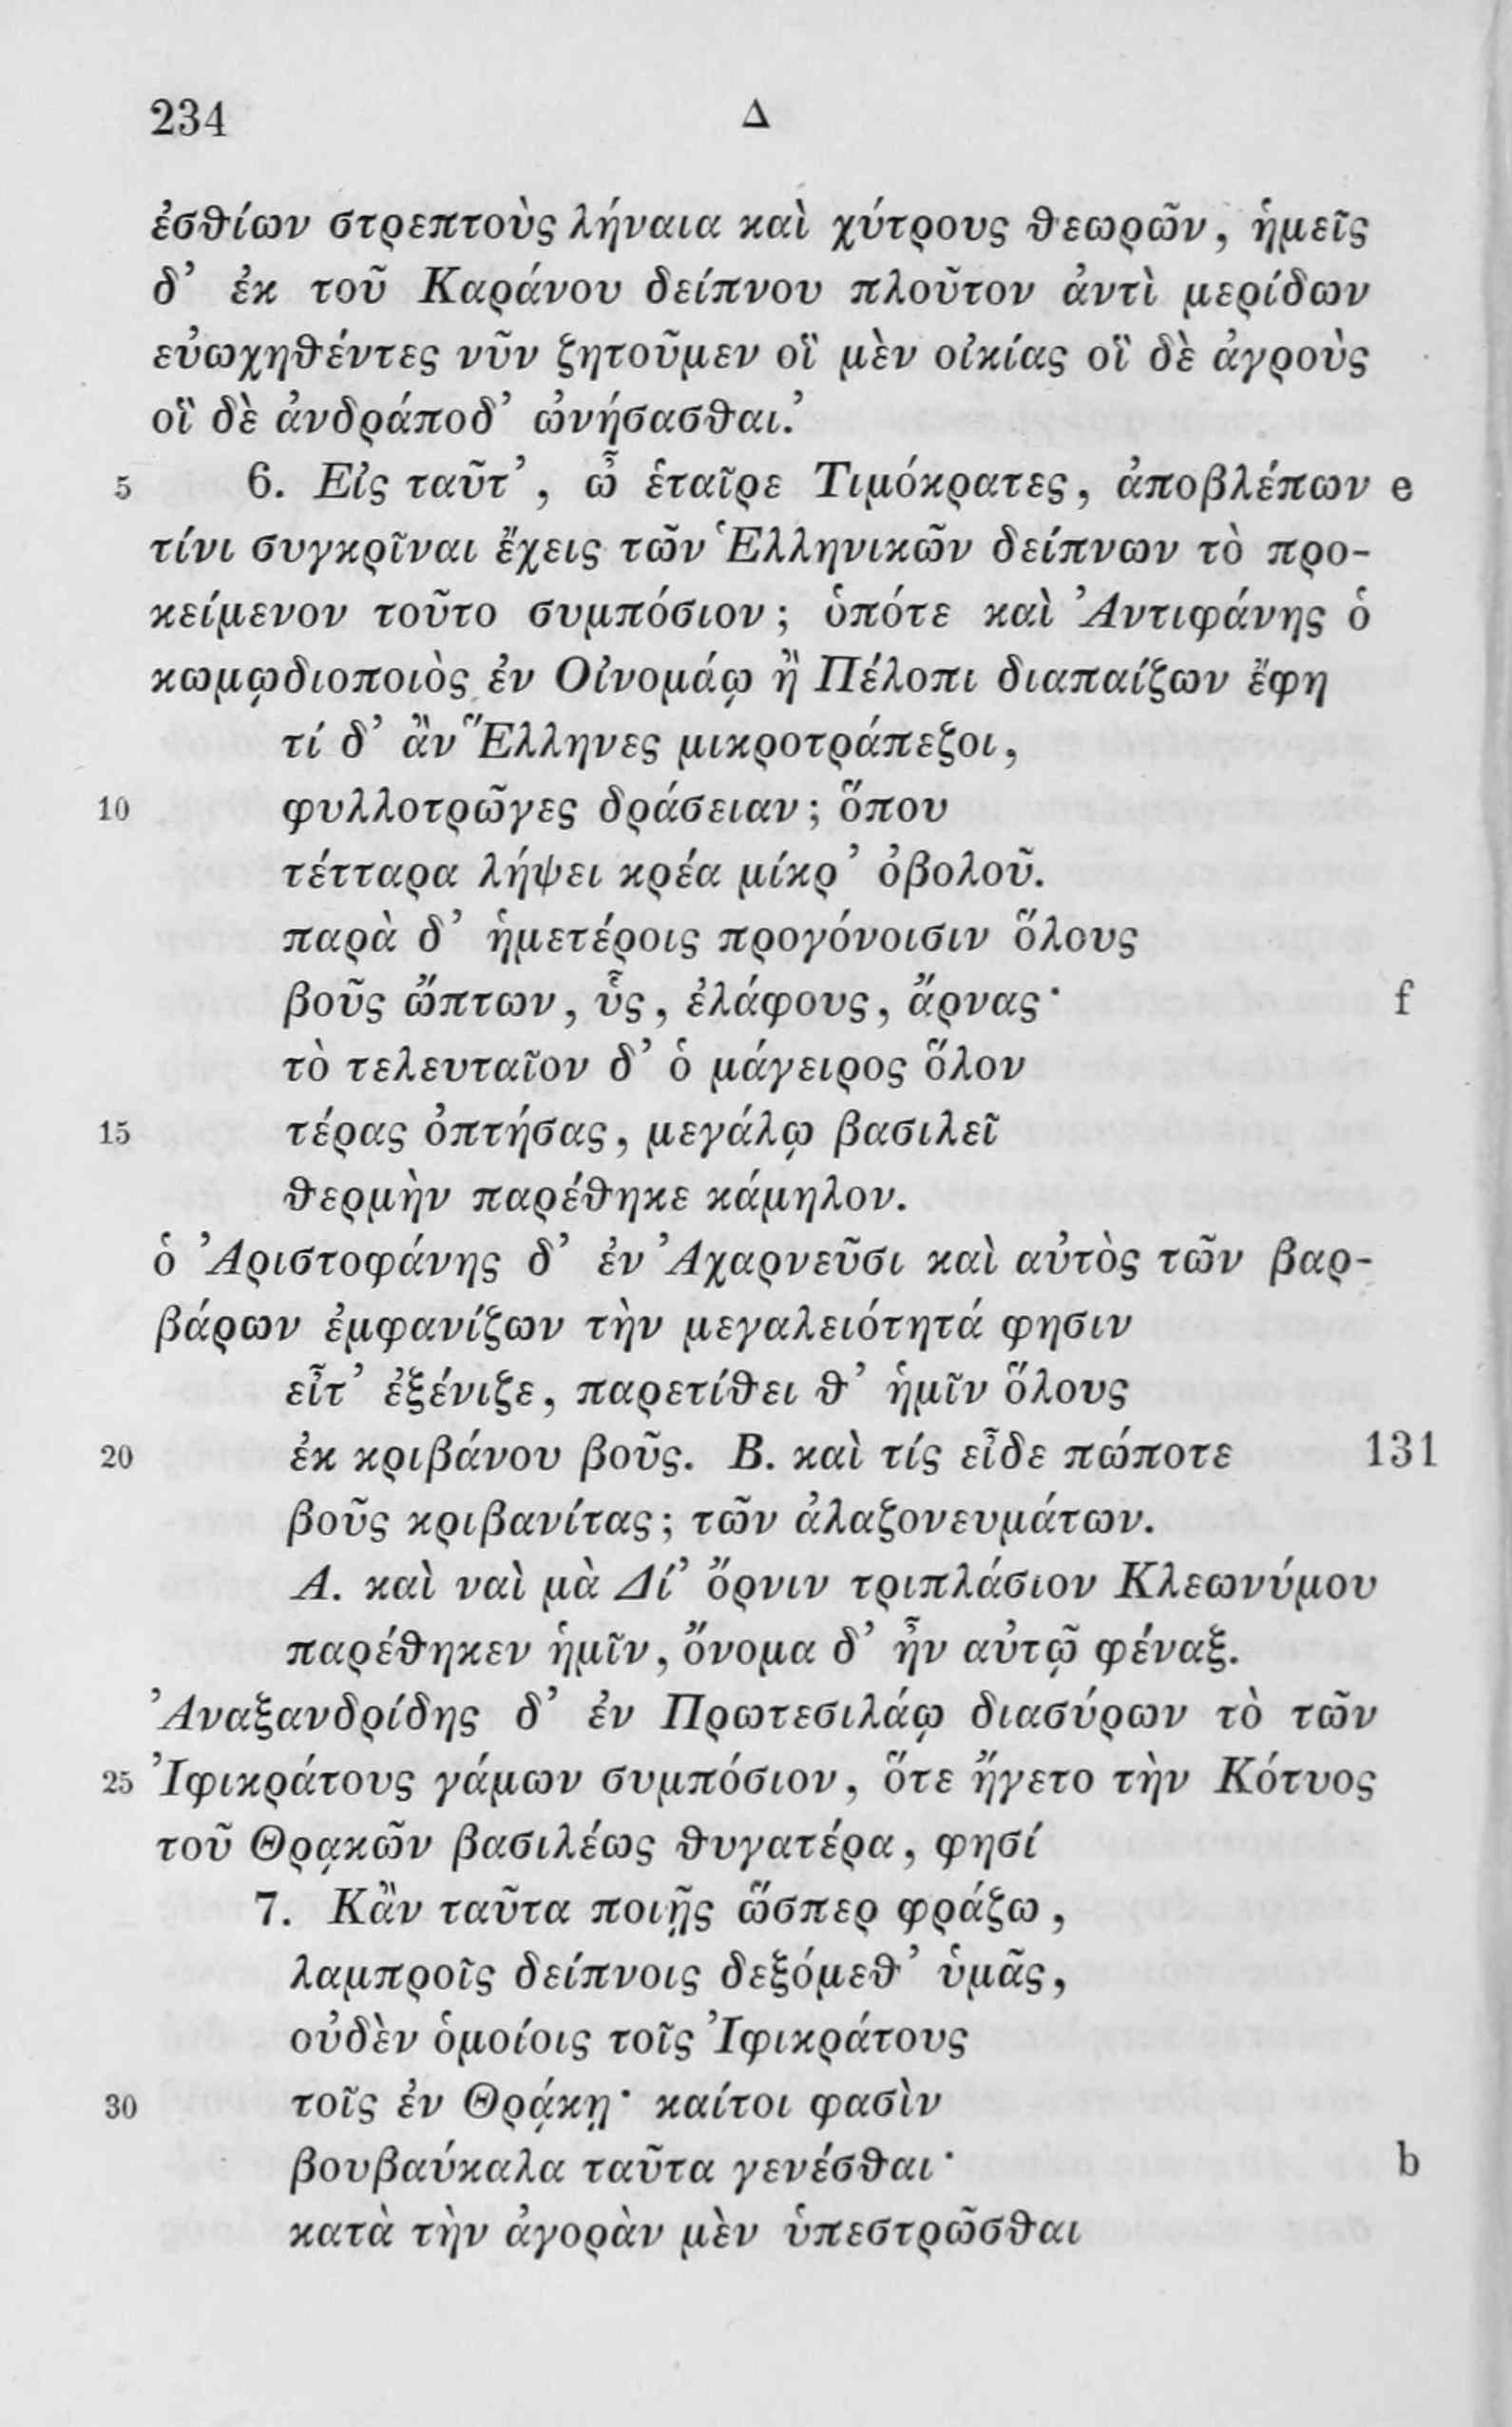 234 Δ
ἐσθίων στρεπτοὺς λήναια καὶ χύτρους θεωρῶν, ἡμεῖς
δ’ ἐκ τοῦ Καράνου δείπνου πλοῦτον ἀντὶ μερίδων
εὐωχηθέντες νῦν ζητοῦμεν οἳ μὲν οἰκίας οἳ δὲ ἀγροὺς
οἳ δὲ ἀνδράποδ’ ὠνήσασθαι.’
5 6. Εἰς ταῦτ’, ὦ ἑταῖρε Τιμόκρατες, ἀποβλέπων e
τίνι συγκρῖναι ἔχεις τῶν Ἑλληνικῶν δείπνων τὸ προ-
κείμενον τοῦτο συμπόσιον; ὁπότε καὶ Ἀντιφάνης ὁ
κωμῳδιοποιὸς ἐν Οἰνομάῳ ἢ Πέλοπι διαπαίζων ἔφη
τί δ’ ἂν Ἕλληνες μικροτράπεζοι,
10 φυλλοτρῶγες δράσειαν; ὅπου
τέτταρα λήψει κρέα μίκρ’ ὀβολοῦ.
παρὰ δ’ ἡμετέροις προγόνοισιν ὅλους
βοῦς ὤπτων, ὗς, ἐλάφους, ἄρνας· f
τὸ τελευταῖον δ’ ὁ μάγειρος ὅλον
15 τέρας ὀπτήσας, μεγάλῳ βασιλεῖ
θερμὴν παρέθηκε κάμηλον.
ὁ Ἀριστοφάνης δ’ ἐν Ἀχαρνεῦσι καὶ αὐτὸς τῶν βαρ-
βάρων ἐμφανίζων τὴν μεγαλειότητά φησιν
εἶτ’ ἐξένιζε, παρετίθει θ’ ἡμῖν ὅλους
20 ἐκ κριβάνου βοῦς. Β. καὶ τίς εἶδε πώποτε 131
βοῦς κριβανίτας; τῶν ἀλαζονευμάτων.
Α. καὶ ναὶ μὰ Δί’ ὄρνιν τριπλάσιον Κλεωνύμου
παρέθηκεν ἡμῖν, ὄνομα δ’ ἦν αὐτῷ φέναξ.
Ἀναξανδρίδης δ’ ἐν Πρωτεσιλάῳ διασύρων τὸ τῶν
25 Ἰφικράτους γάμων συμπόσιον, ὅτε ἤγετο τὴν Κότυος
τοῦ Θρᾳκῶν βασιλέως θυγατέρα, φησί
7. Κἂν ταῦτα ποιῇς ὥσπερ φράζω,
λαμπροῖς δείπνοις δεξόμεθ’ ὑμᾶς,
οὐδὲν ὁμοίοις τοῖς Ἰφικράτους
30 τοῖς ἐν Θρᾴκῃ· καίτοι φασὶν
βουβαύκαλα ταῦτα γενέσθαι· b
κατὰ τὴν ἀγορὰν μὲν ὑπεστρῶσθαι